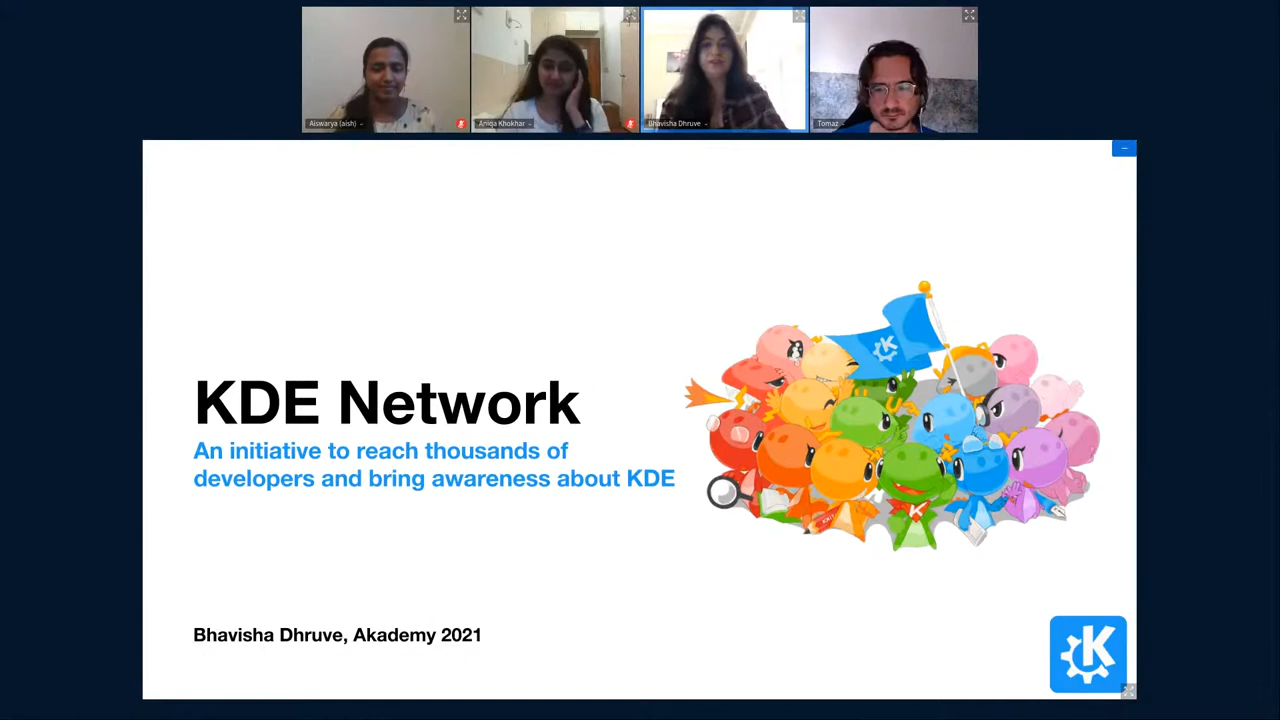 Aiswarya (aish)
Aniqa Khokhar
Bhavisha Dhruve
Tomaz
KDE Network
An initiative to reach thousands of
developers and bring awareness about KDE
Bhavisha Dhruve, Akademy 2021